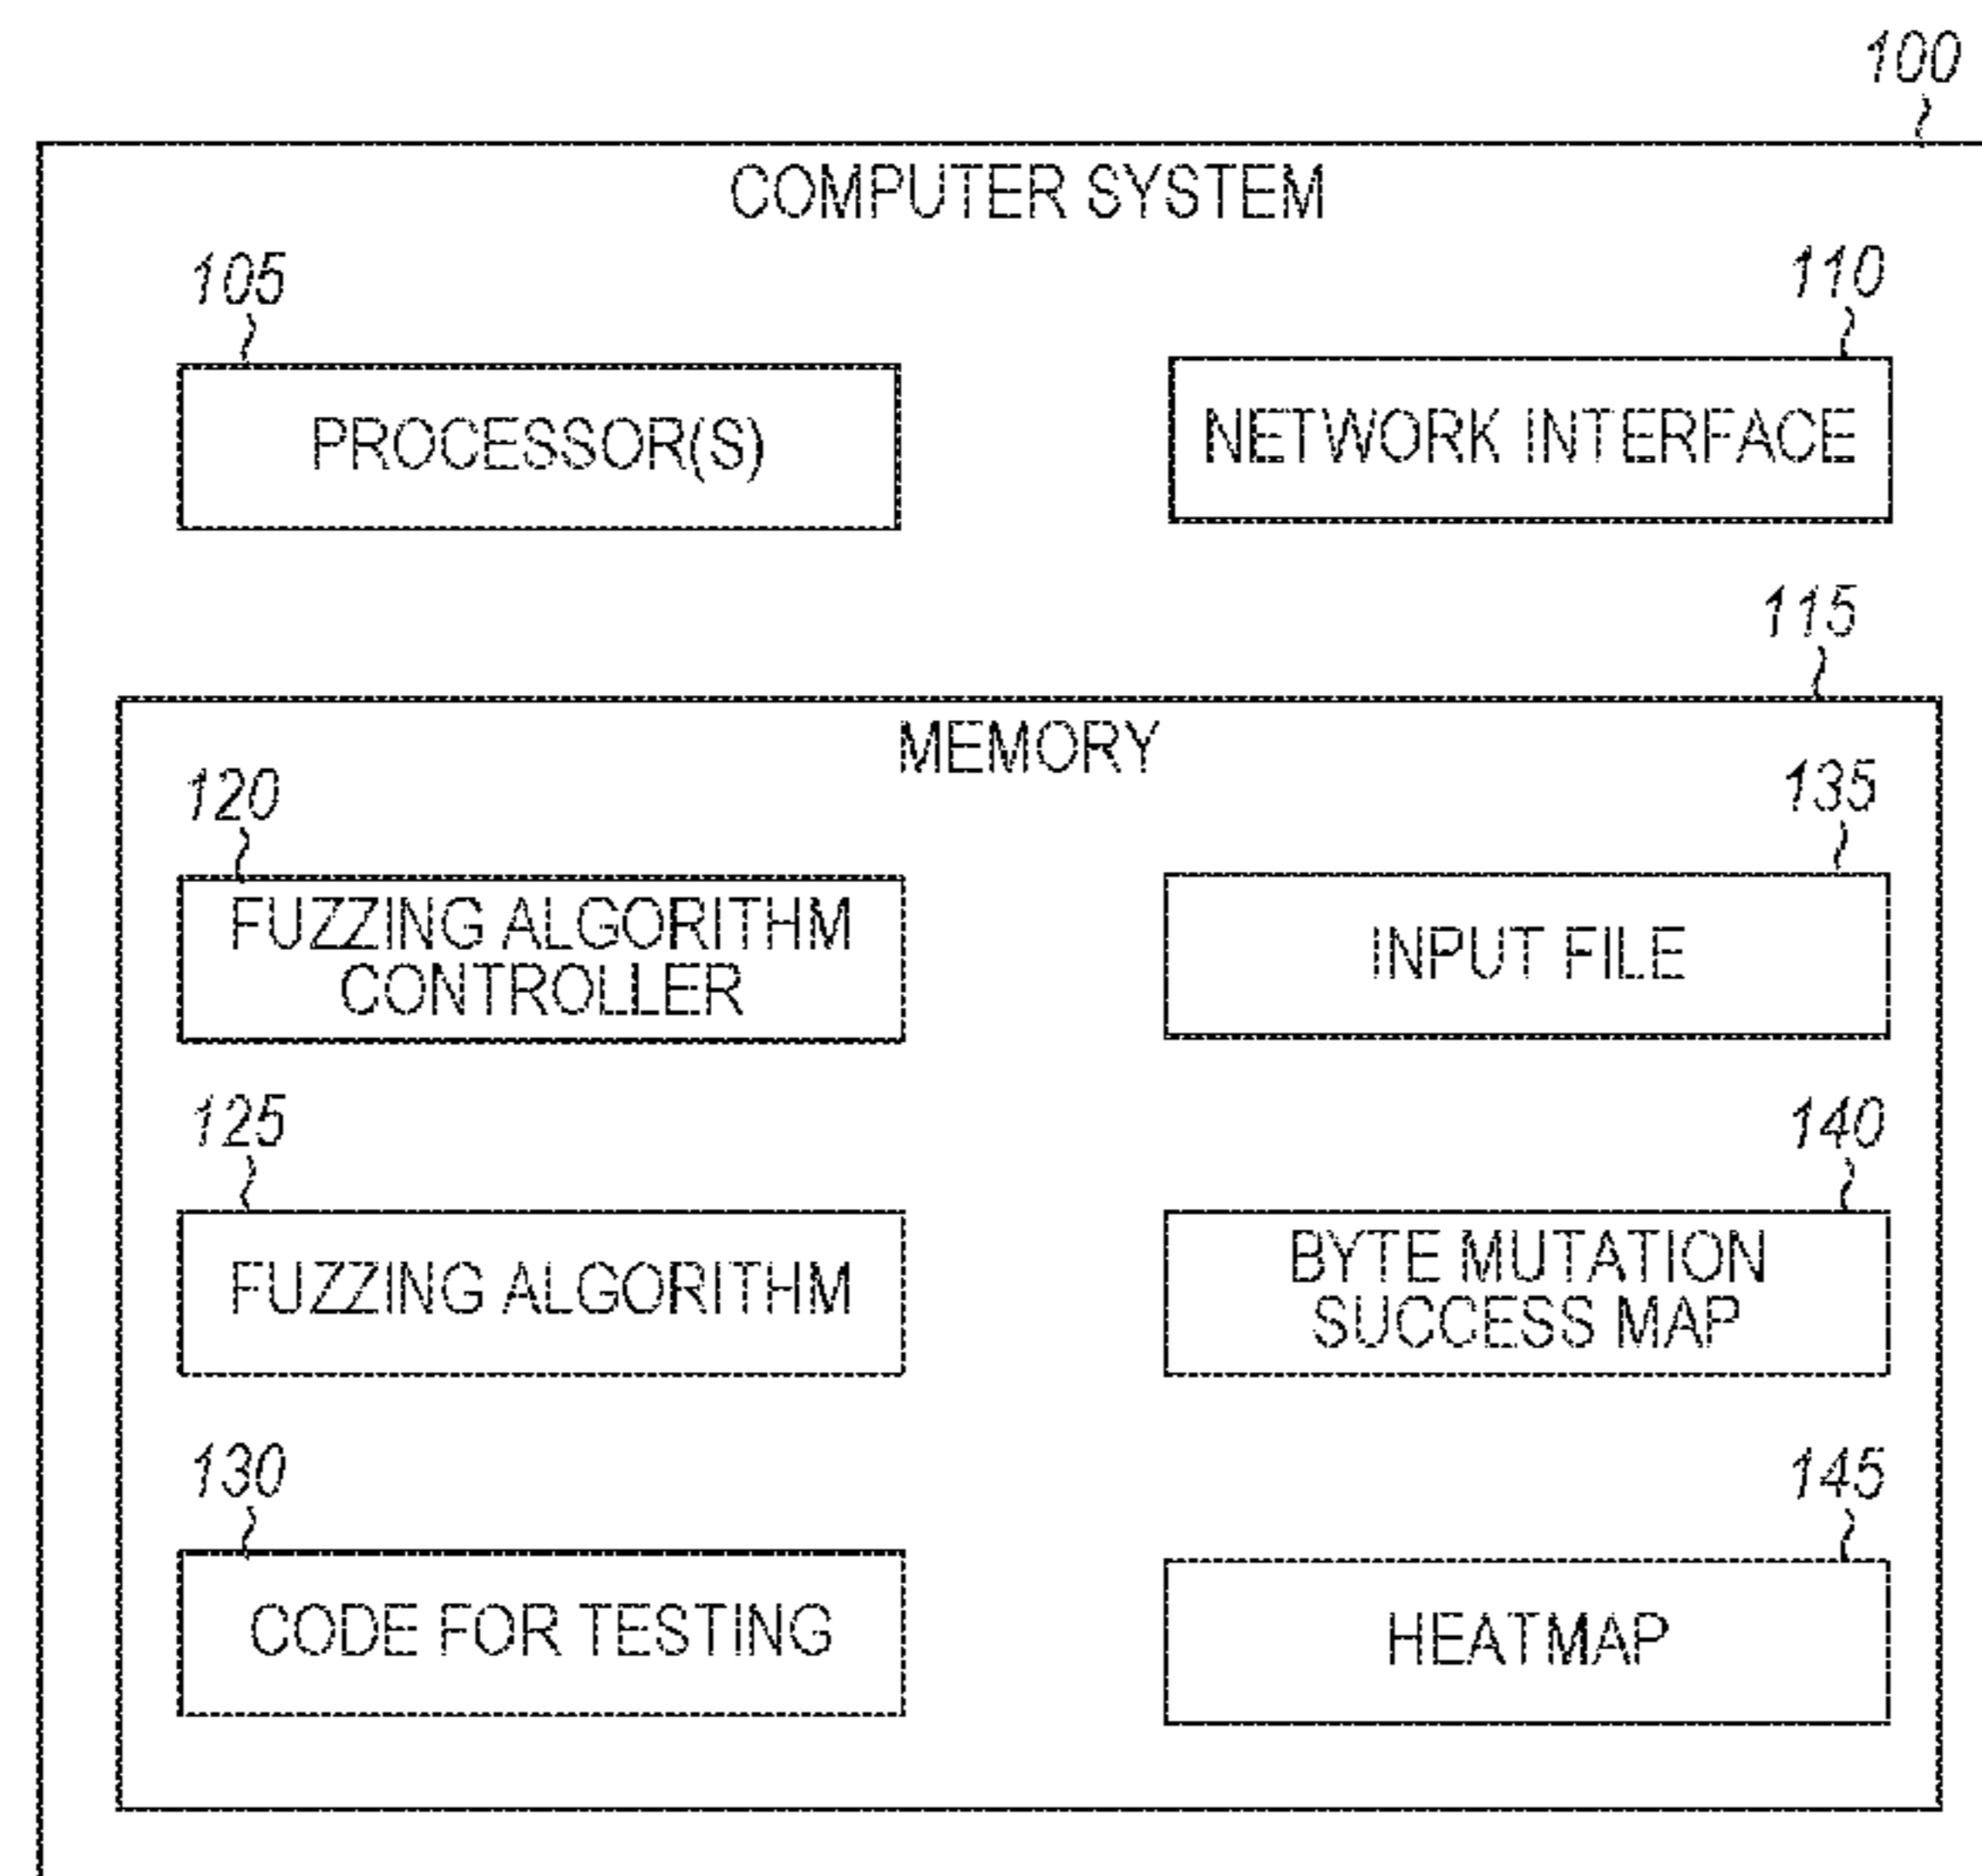 100
COMPUTER SYSTEM
105
110
PROCESSOR(S)
NETWORK INTERFACE
115
MEMORY
120
135
FUZZING ALGORITHM
CONTROLLER
INPUT FILE
125
140
FUZZING ALGORITHM
BYTE MUTATION
SUCCESS MAP
130
145
CODE FOR TESTING
HEATMAP